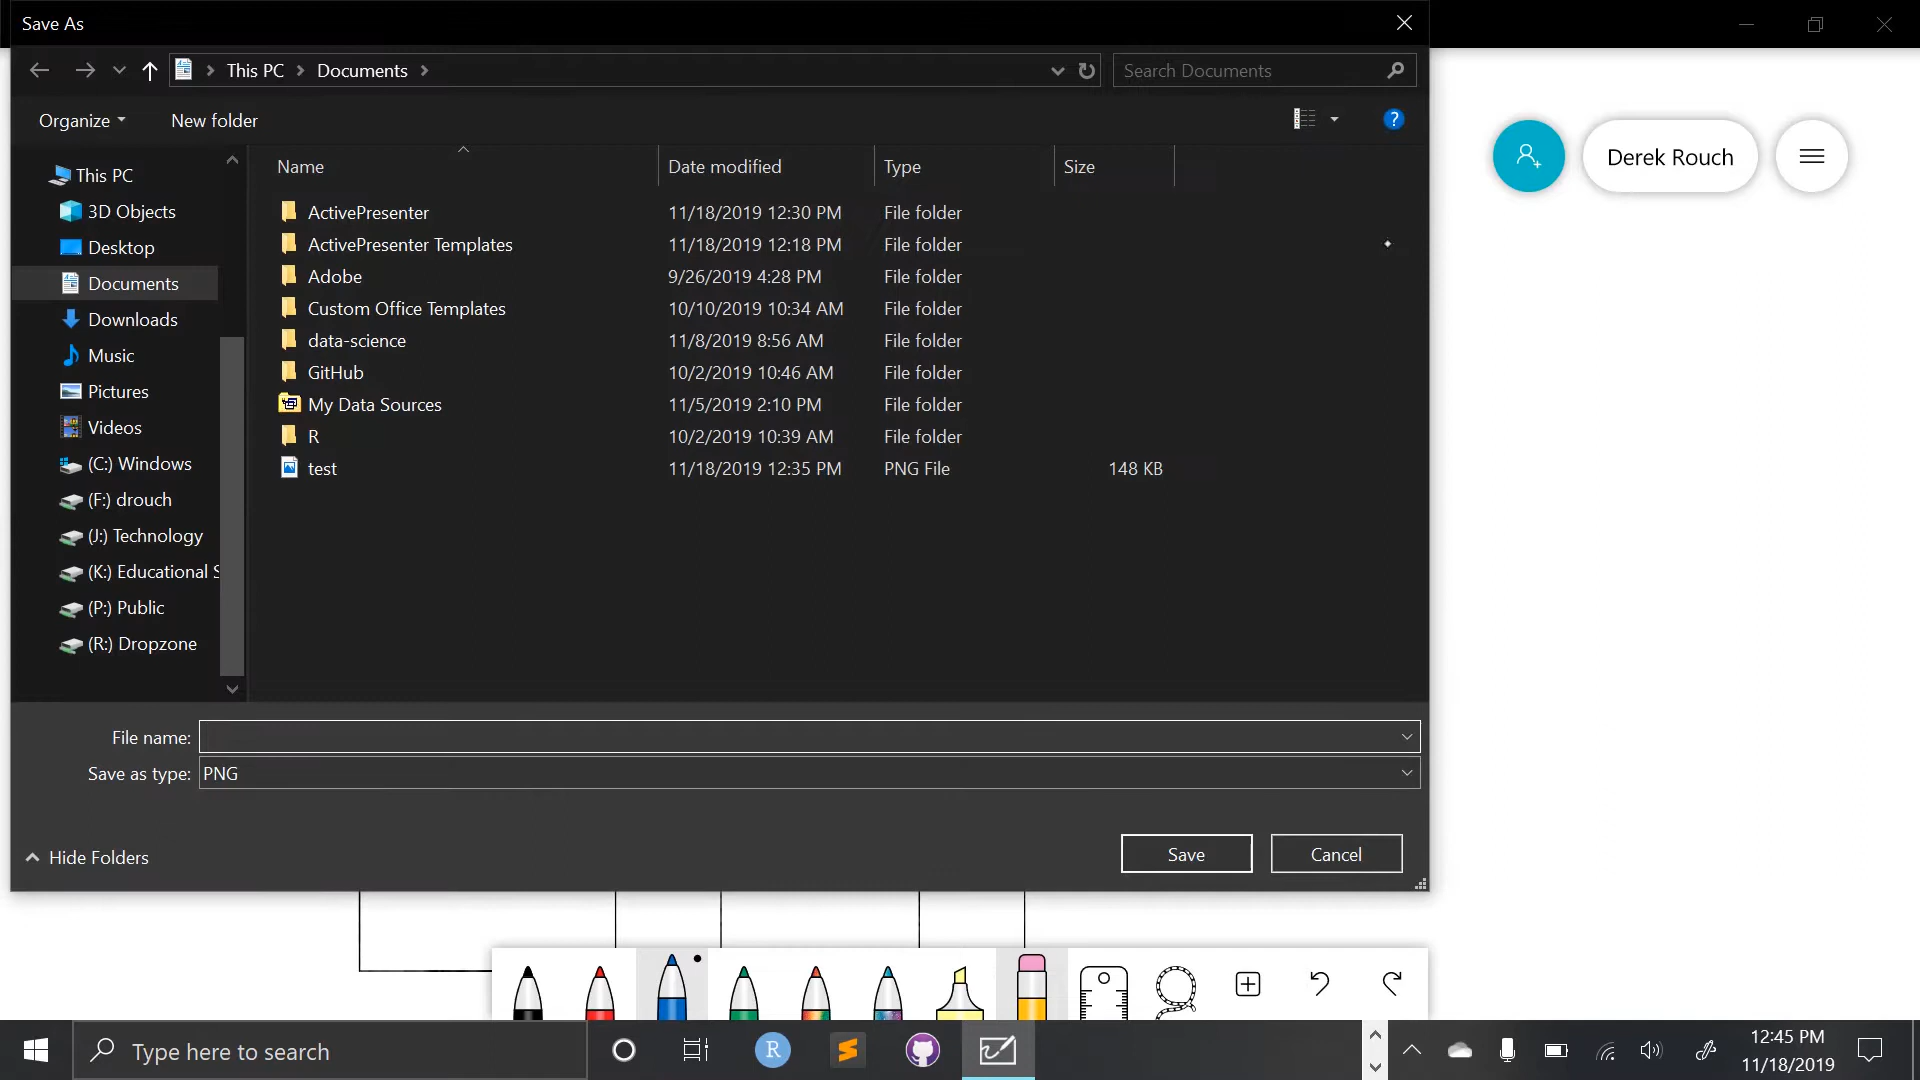 Save As
This PC
Documents
Search Documents
Organize
New folder
?
Derek Rouch
Name
Date modified
Type
Size
This PC
3D Objects
Desktop
Documents
Downloads
Music
Pictures
Videos
(C:) Windows
(F:) drouch
(J:) Technology
(K:) Educational S
(P:) Public
(R:) Dropzone
ActivePresenter 11/18/2019 12:30 PM File folder
ActivePresenter Templates 11/18/2019 12:18 PM File folder
Adobe 9/26/2019 4:28 PM File folder
Custom Office Templates 10/10/2019 10:34 AM File folder
data-science 11/8/2019 8:56 AM File folder
GitHub 10/2/2019 10:46 AM File folder
My Data Sources 11/5/2019 2:10 PM File folder
R 10/2/2019 10:39 AM File folder
test 11/18/2019 12:35 PM PNG File 148 KB
File name:
Save as type: PNG
Hide Folders
Save
Cancel
Type here to search
R
12:45 PM
11/18/2019